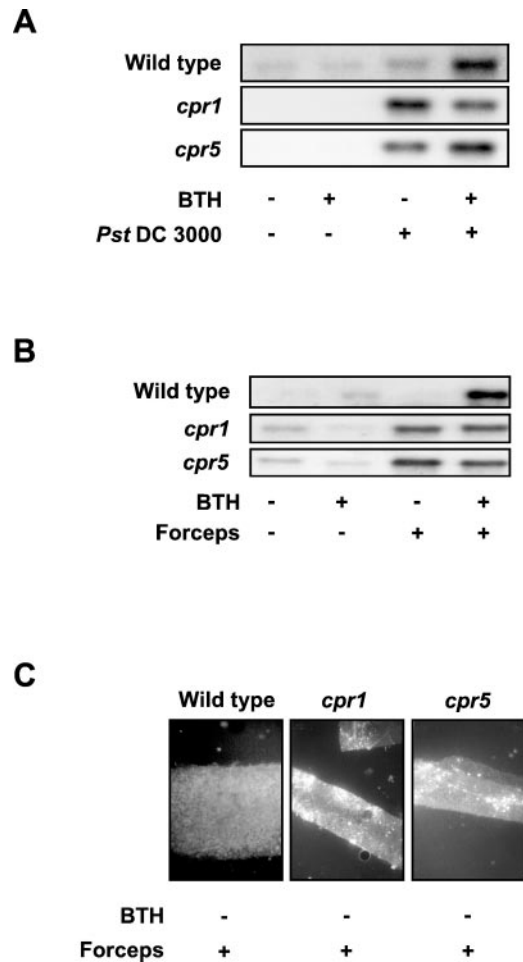 A
Wild type
cpr1
cpr5
BTH - + - +
Pst DC 3000 - - + +
B
Wild type
cpr1
cpr5
BTH - + - +
Forceps - - + +
C
Wild type cpr1 cpr5
BTH - - -
Forceps + + +